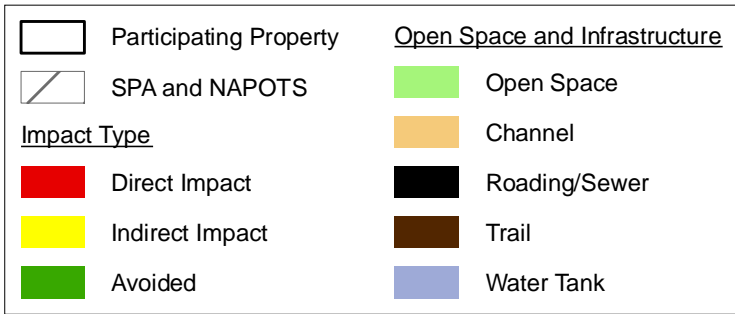 Participating Property
SPA and NAPOTS
Impact Type
Direct Impact
Indirect Impact
Avoided
Open Space and Infrastructure
Open Space
Channel
Roading/Sewer
Trail
Water Tank